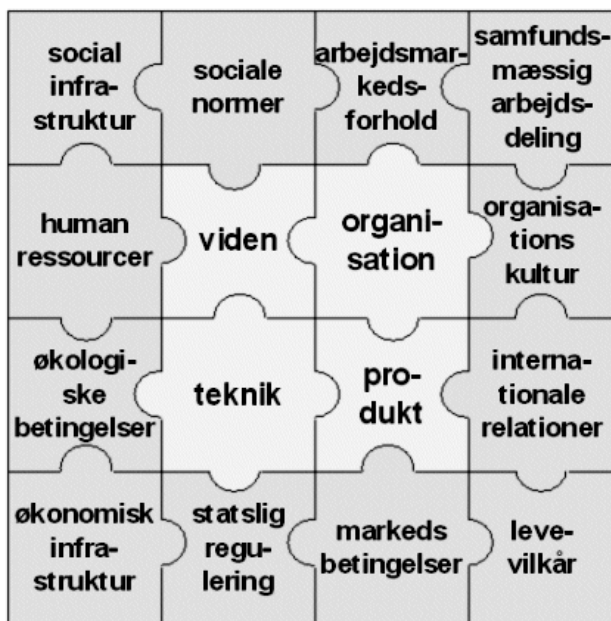 social
infra-
struktur
sociale
normer
arbejdsmar-
keds-
forhold
samfunds-
mæssig
arbejds-
deling
human
ressourcer
viden
organi-
sation
organisa-
tions
kultur
økologi-
ske
betingelser
teknik
pro-
dukt
interna-
tionale
relationer
økonomisk
infra-
struktur
statslig
regu-
lering
markeds
betingelser
leve-
vilkår